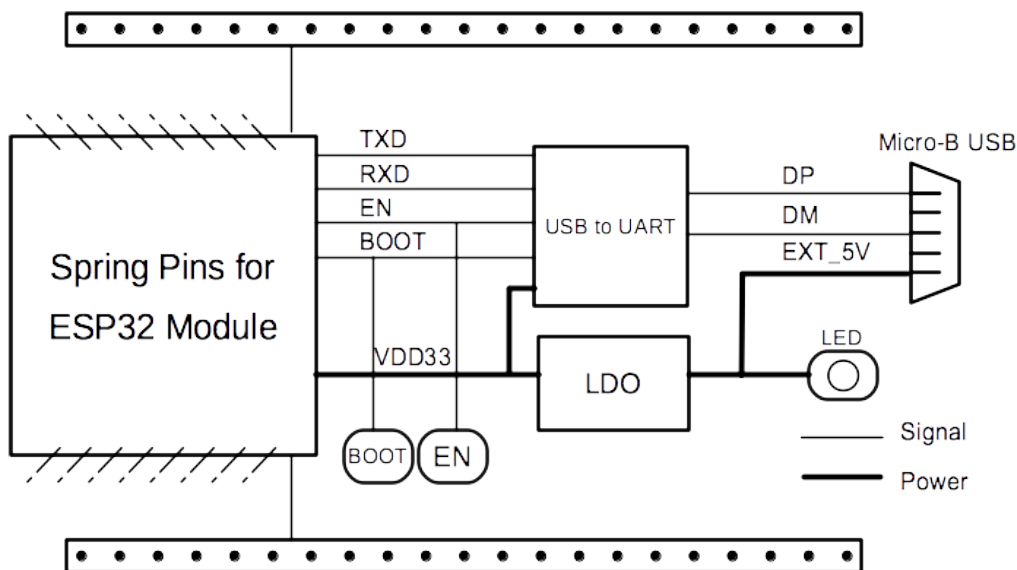 Micro-B USB
TXD
RXD
EN
BOOT
DP
DM
EXT_5V
USB to UART
Spring Pins for
ESP32 Module
VDD33
LDO
LED
BOOT
EN
Signal
Power